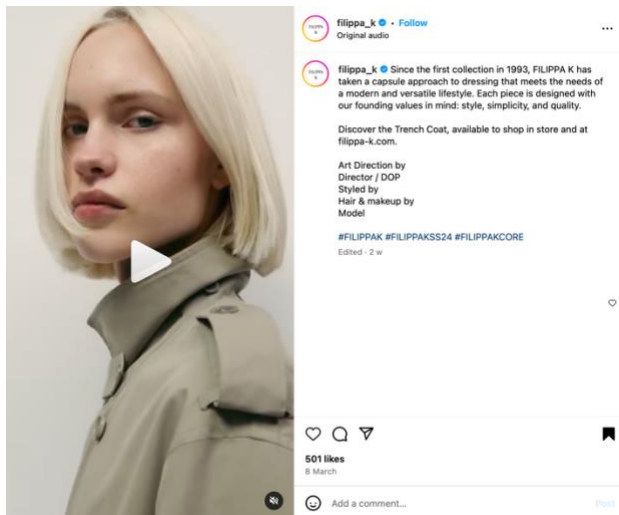 filippa_k • Follow
Original audio
filippa_k Since the first collection in 1993, FILIPPA K has
taken a capsule approach to dressing that meets the needs of
a modern and versatile lifestyle. Each piece is designed with
our founding values in mind: style, simplicity, and quality.
Discover the Trench Coat, available to shop in store and at
filippa-k.com.
Art Direction by
Director / DOP
Styled by
Hair & makeup by
Model
#FILIPPAK #FILIPPAKSS24 #FILIPPAKCORE
Edited · 2 w
501 likes
8 March
Add a comment...
Post